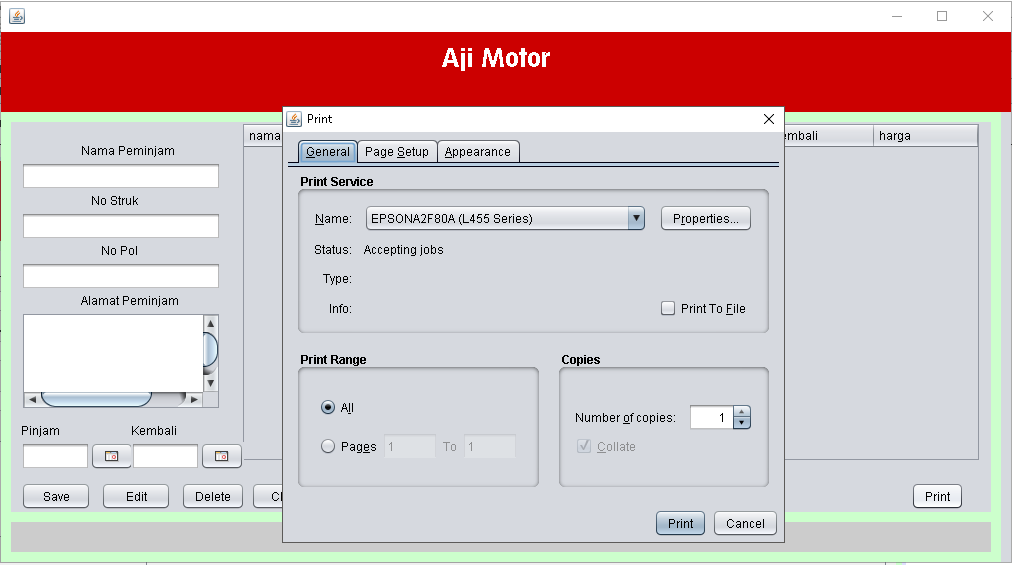 Aji Motor
Print
General Page Setup Appearance
Print Service
Name: EPSONA2F80A (L455 Series) Properties...
Status: Accepting jobs
Type:
Info: Print To File
Print Range
All
Pages 1 To 1
Copies
Number of copies: 1
Collate
Print Cancel
nama embali harga
Nama Peminjam
No Struk
No Pol
Alamat Peminjam
Pinjam Kembali
Save Edit Delete Cl Print